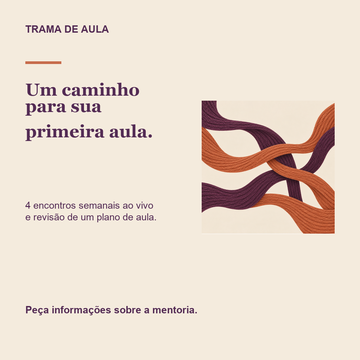 TRAMA DE AULA
Um caminho
para sua
primeira aula.
4 encontros semanais ao vivo
e revisão de um plano de aula.
Peça informações sobre a mentoria.